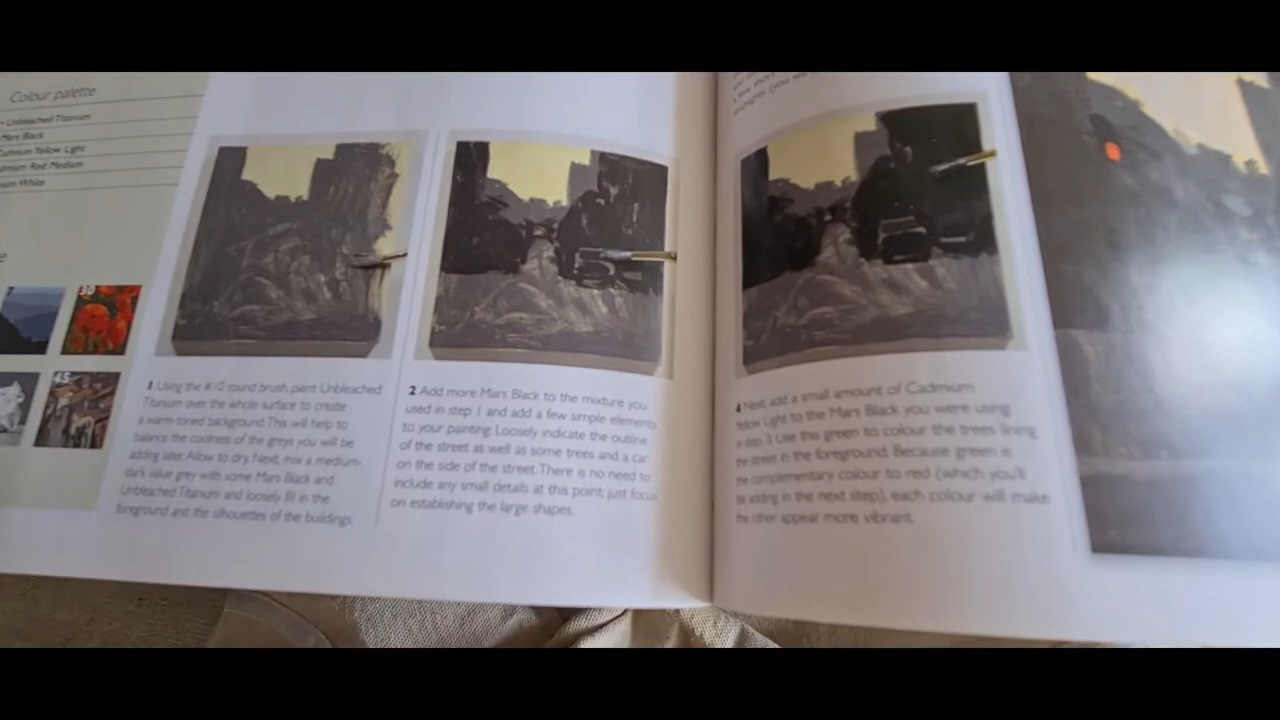 Colour palette
Unbleached Titanium
Mars Black
Cadmium Yellow Light
Red Medium
White
30
45
1 Using the #10 round brush, paint Unbleached
Titanium over the whole surface to create
a warm-toned background. This will help to
balance the coolness of the greys you will be
adding later. Allow to dry. Next, mix a medium-
dark value grey with some Mars Black and
Unbleached Titanium and loosely fill in the
foreground and the silhouettes of the buildings.
2 Add more Mars Black to the mixture you
used in step 1 and add a few simple elements
to your painting. Loosely indicate the outline
of the street as well as some trees and a car
on the side of the street. There is no need to
include any small details at this point; just focus
on establishing the large shapes.
a few short
(you
4 Next, add a small amount of Cadmium
Yellow Light to the Mars Black you were using
in step 3. Use this green to colour the trees lining
the street in the foreground. Because green is
the complementary colour to red (which you'll
be adding in the next step), each colour will make
the other appear more vibrant.